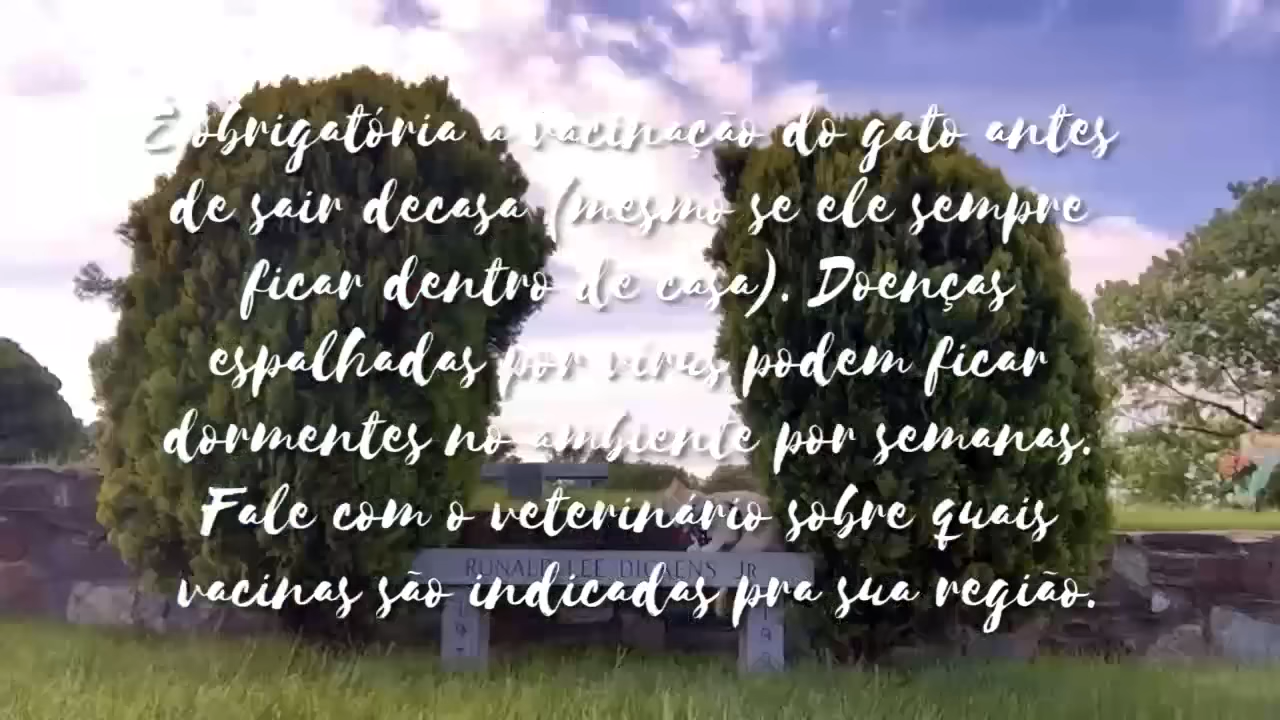 É obrigatória a vacinação do gato antes
de sair decasa (mesmo se ele sempre
ficar dentro de casa). Doenças
espalhadas por vírus podem ficar
dormentes no ambiente por semanas.
Fale com o veterinário sobre quais
vacinas são indicadas pra sua região.
RONALD LEE DICKENS JR